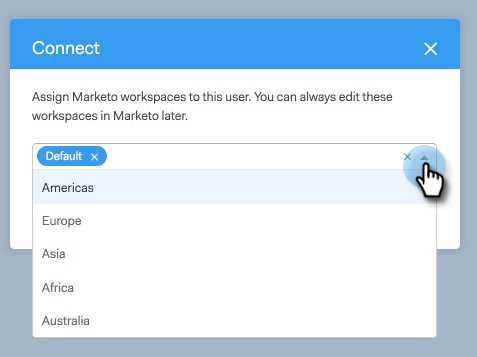 Connect
Assign Marketo workspaces to this user. You can always edit these
workspaces in Marketo later.
Default ×
Americas
Europe
Asia
Africa
Australia